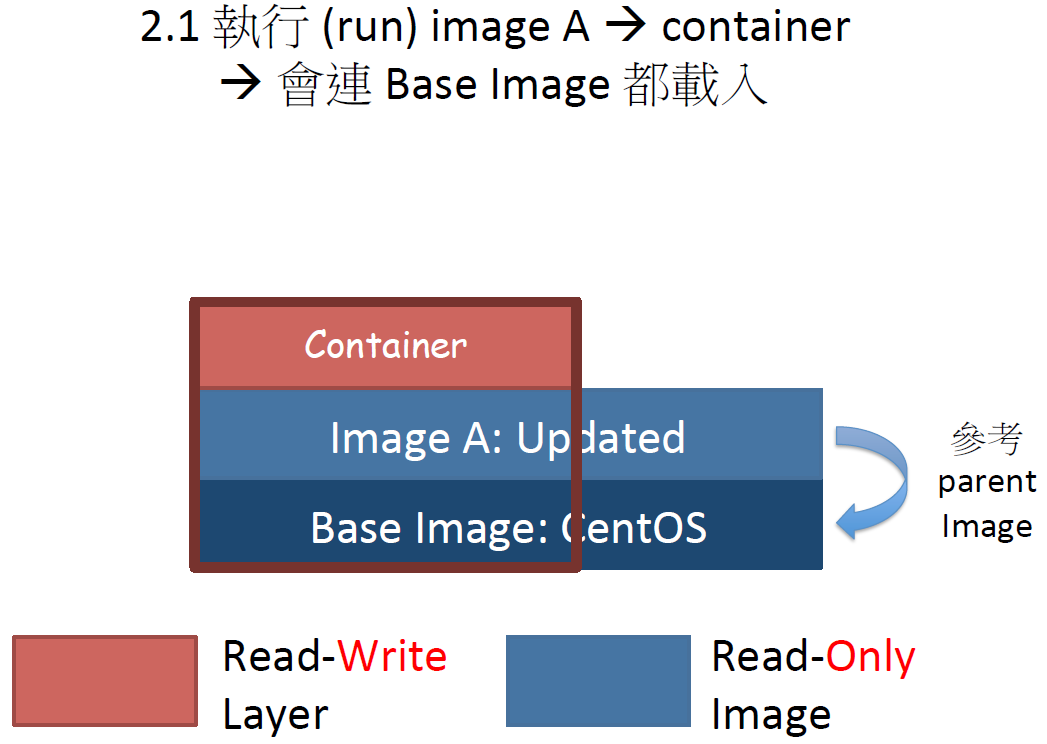 2.1 執行 (run) image A → container
→ 會連 Base Image 都載入
Container
Image A: Updated
Base Image: CentOS
參考
parent
Image
Read-Write
Layer
Read-Only
Image